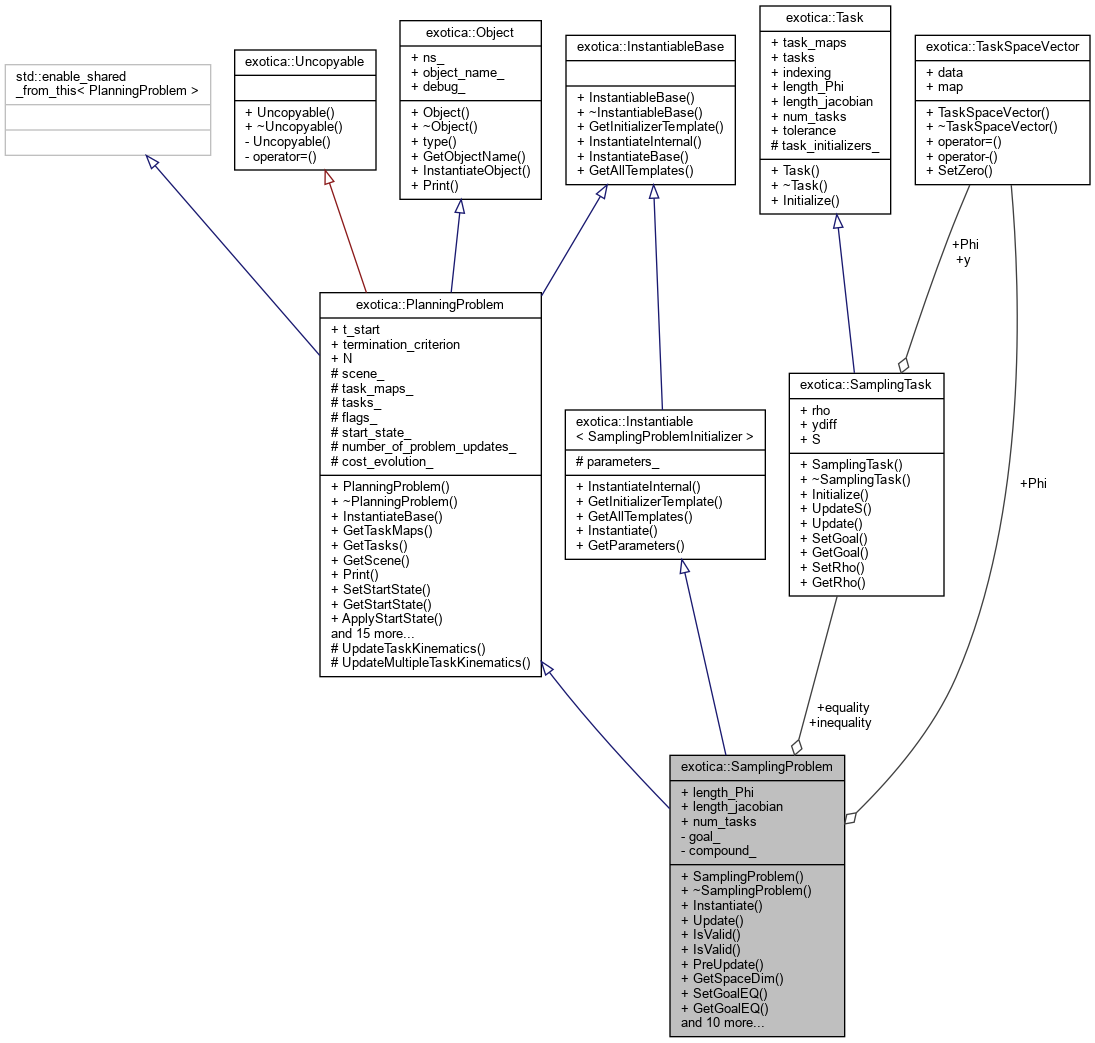 std::enable_shared
_from_this< PlanningProblem >
exotica::Uncopyable
+ Uncopyable()
+ ~Uncopyable()
- Uncopyable()
- operator=()
exotica::Object
+ ns_
+ object_name_
+ debug_
+ Object()
+ ~Object()
+ type()
+ GetObjectName()
+ InstantiateObject()
+ Print()
exotica::InstantiableBase
+ InstantiableBase()
+ ~InstantiableBase()
+ GetInitializerTemplate()
+ InstantiateInternal()
+ InstantiateBase()
+ GetAllTemplates()
exotica::Task
+ task_maps
+ tasks
+ indexing
+ length_Phi
+ length_jacobian
+ num_tasks
+ tolerance
# task_initializers_
+ Task()
+ ~Task()
+ Initialize()
exotica::TaskSpaceVector
+ data
+ map
+ TaskSpaceVector()
+ ~TaskSpaceVector()
+ operator=()
+ operator-()
+ SetZero()
+Phi
+y
exotica::PlanningProblem
+ t_start
+ termination_criterion
+ N
# scene_
# task_maps_
# tasks_
# flags_
# start_state_
# number_of_problem_updates_
# cost_evolution_
+ PlanningProblem()
+ ~PlanningProblem()
+ InstantiateBase()
+ GetTaskMaps()
+ GetTasks()
+ GetScene()
+ Print()
+ SetStartState()
+ GetStartState()
+ ApplyStartState()
and 15 more...
# UpdateTaskKinematics()
# UpdateMultipleTaskKinematics()
exotica::Instantiable
< SamplingProblemInitializer >
# parameters_
+ InstantiateInternal()
+ GetInitializerTemplate()
+ GetAllTemplates()
+ Instantiate()
+ GetParameters()
exotica::SamplingTask
+ rho
+ ydiff
+ S
+ SamplingTask()
+ ~SamplingTask()
+ Initialize()
+ UpdateS()
+ Update()
+ SetGoal()
+ GetGoal()
+ SetRho()
+ GetRho()
+Phi
+equality
+inequality
exotica::SamplingProblem
+ length_Phi
+ length_jacobian
+ num_tasks
- goal_
- compound_
+ SamplingProblem()
+ ~SamplingProblem()
+ Instantiate()
+ Update()
+ IsValid()
+ IsValid()
+ PreUpdate()
+ GetSpaceDim()
+ SetGoalEQ()
+ GetGoalEQ()
and 10 more...